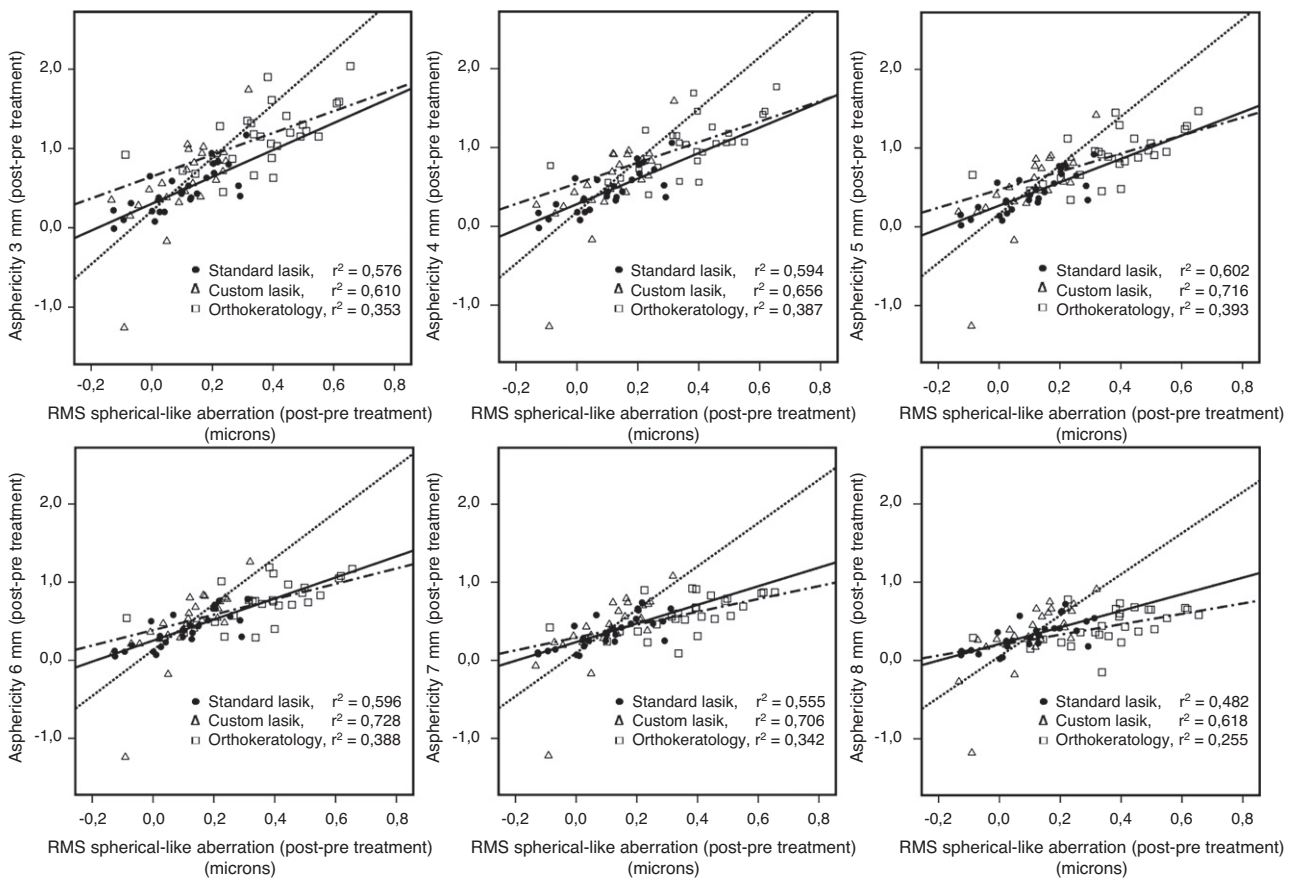 Asphericity 3 mm (post-pre treatment)
2,0
1,0
0,0
-1,0
Standard lasik, r² = 0,576
Custom lasik, r² = 0,610
Orthokeratology, r² = 0,353
-0,2 0,0 0,2 0,4 0,6 0,8
RMS spherical-like aberration (post-pre treatment)
(microns)
Asphericity 4 mm (post-pre treatment)
2,0
1,0
0,0
-1,0
Standard lasik, r² = 0,594
Custom lasik, r² = 0,656
Orthokeratology, r² = 0,387
-0,2 0,0 0,2 0,4 0,6 0,8
RMS spherical-like aberration (post-pre treatment)
(microns)
Asphericity 5 mm (post-pre treatment)
2,0
1,0
0,0
-1,0
Standard lasik, r² = 0,602
Custom lasik, r² = 0,716
Orthokeratology, r² = 0,393
-0,2 0,0 0,2 0,4 0,6 0,8
RMS spherical-like aberration (post-pre treatment)
(microns)
Asphericity 6 mm (post-pre treatment)
2,0
1,0
0,0
-1,0
Standard lasik, r² = 0,596
Custom lasik, r² = 0,728
Orthokeratology, r² = 0,388
-0,2 0,0 0,2 0,4 0,6 0,8
RMS spherical-like aberration (post-pre treatment)
(microns)
Asphericity 7 mm (post-pre treatment)
2,0
1,0
0,0
-1,0
Standard lasik, r² = 0,555
Custom lasik, r² = 0,706
Orthokeratology, r² = 0,342
-0,2 0,0 0,2 0,4 0,6 0,8
RMS spherical-like aberration (post-pre treatment)
(microns)
Asphericity 8 mm (post-pre treatment)
2,0
1,0
0,0
-1,0
Standard lasik, r² = 0,482
Custom lasik, r² = 0,618
Orthokeratology, r² = 0,255
-0,2 0,0 0,2 0,4 0,6 0,8
RMS spherical-like aberration (post-pre treatment)
(microns)